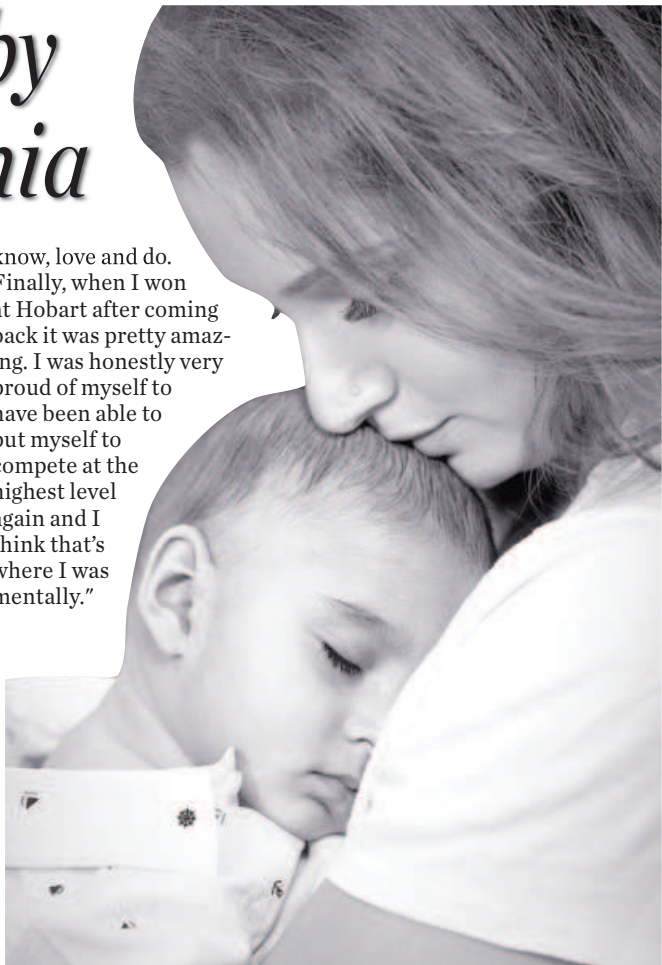 by
nia
know, love and do.
Finally, when I won
at Hobart after coming
back it was pretty amaz-
ing. I was honestly very
proud of myself to
have been able to
put myself to
compete at the
highest level
again and I
think that’s
where I was
mentally."